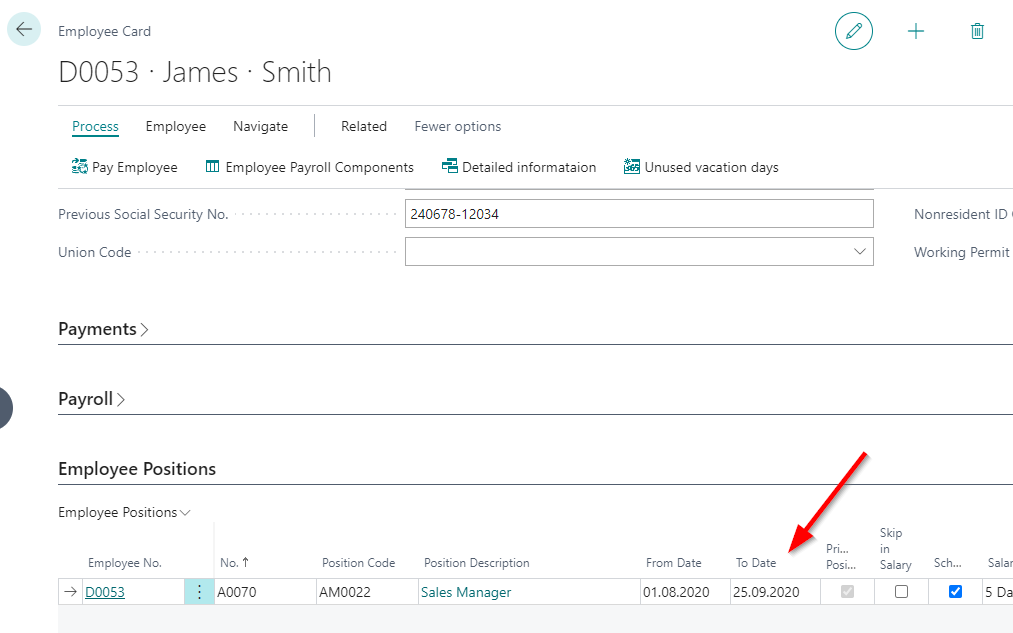 Employee Card
D0053 · James · Smith
Process Employee Navigate Related Fewer options
Pay Employee Employee Payroll Components Detailed informataion 365 Unused vacation days
Previous Social Security No. 240678-12034 Nonresident ID
Union Code Working Permit
Payments
Payroll
Employee Positions
Employee Positions
Employee No. No. ↑ Position Code Position Description From Date To Date Pri... Posi... Skip in Salary Sch... Salar
→ D0053 A0070 AM0022 Sales Manager 01.08.2020 25.09.2020 5 Da